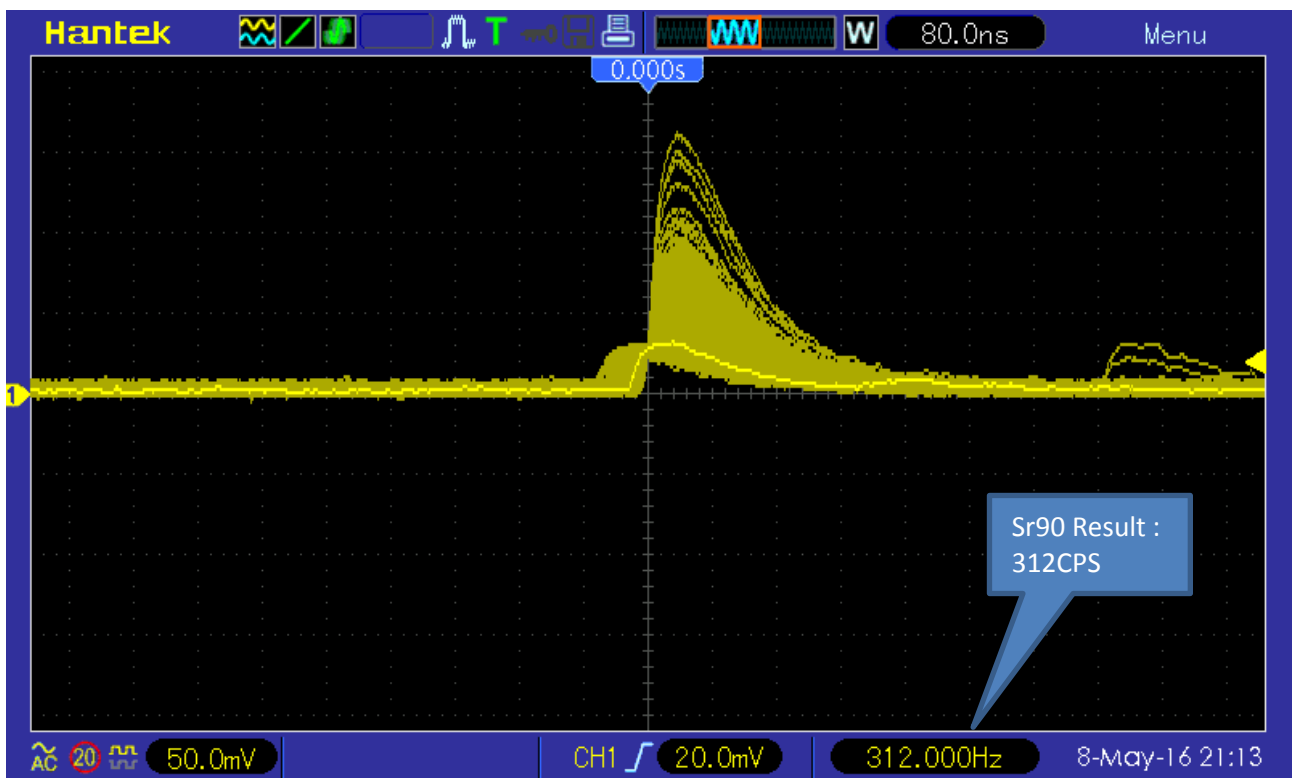 Hantek T W 80.0ns Menu
0.000s
1
Sr90 Result :
312CPS
AC 20 50.0mV CH1 20.0mV 312.000Hz 8-May-16 21:13